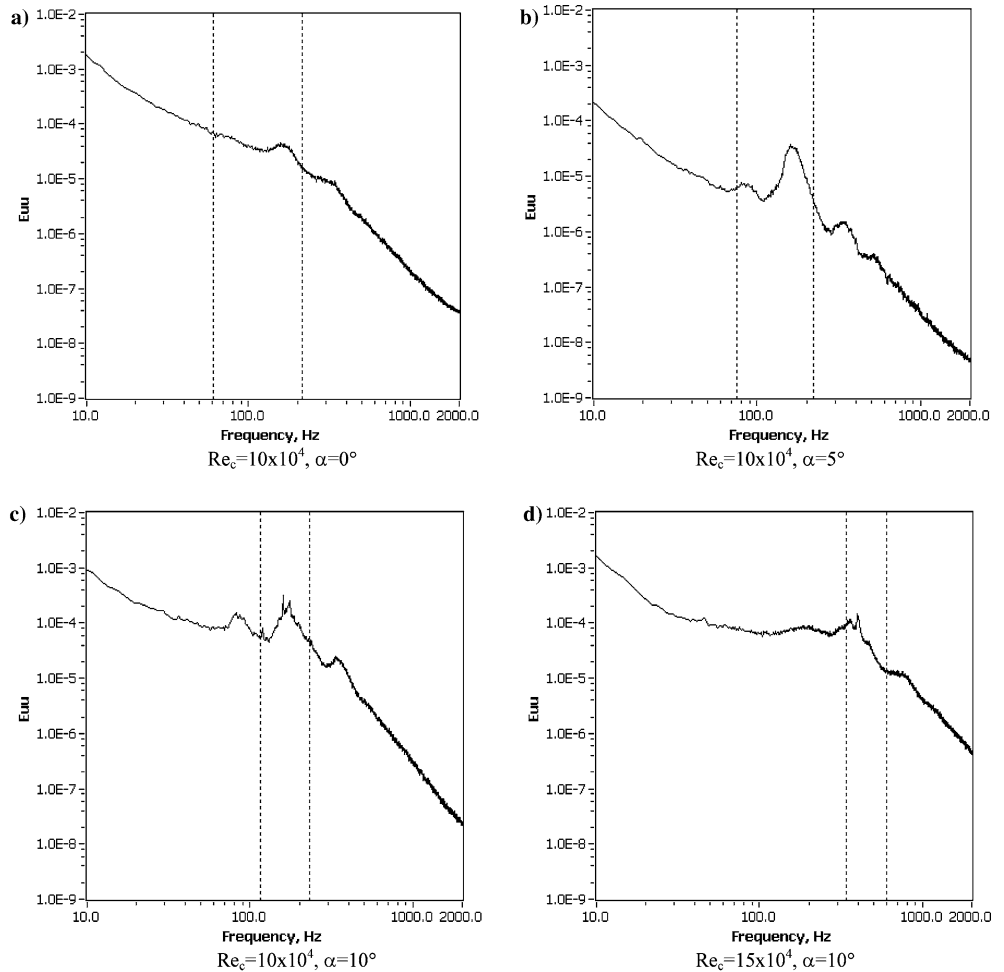 a)
1.0E-2
1.0E-3
1.0E-4
1.0E-5
1.0E-6
1.0E-7
1.0E-8
1.0E-9
Euu
10.0 100.0 1000.0 2000.0
Frequency, Hz
Rec=10x10⁴, α=0°
b)
1.0E-2
1.0E-3
1.0E-4
1.0E-5
1.0E-6
1.0E-7
1.0E-8
1.0E-9
Euu
10.0 100.0 1000.0 2000.0
Frequency, Hz
Rec=10x10⁴, α=5°
c)
1.0E-2
1.0E-3
1.0E-4
1.0E-5
1.0E-6
1.0E-7
1.0E-8
1.0E-9
Euu
10.0 100.0 1000.0 2000.0
Frequency, Hz
Rec=10x10⁴, α=10°
d)
1.0E-2
1.0E-3
1.0E-4
1.0E-5
1.0E-6
1.0E-7
1.0E-8
1.0E-9
Euu
10.0 100.0 1000.0 2000.0
Frequency, Hz
Rec=15x10⁴, α=10°